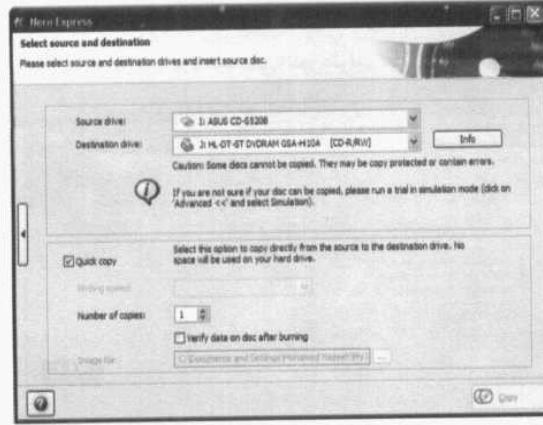 Nero Express
Select source and destination
Please select source and destination drives and insert source disc.
Source drive: I: ASUS CD-S520B
Destination drive: J: HL-DT-ST DVDRAM GSA-H10A [CD-R/RW] Info
Caution: Some discs cannot be copied. They may be copy protected or contain errors.
If you are not sure if your disc can be copied, please run a trial in simulation mode (click on
'Advanced <<' and select Simulation).
Quick copy
Select this option to copy directly from the source to the destination drive. No
space will be used on your hard drive.
Writing speed:
Number of copies: 1
Verify data on disc after burning
Image file: C:\Documents and Settings\Mohamed ...
Copy